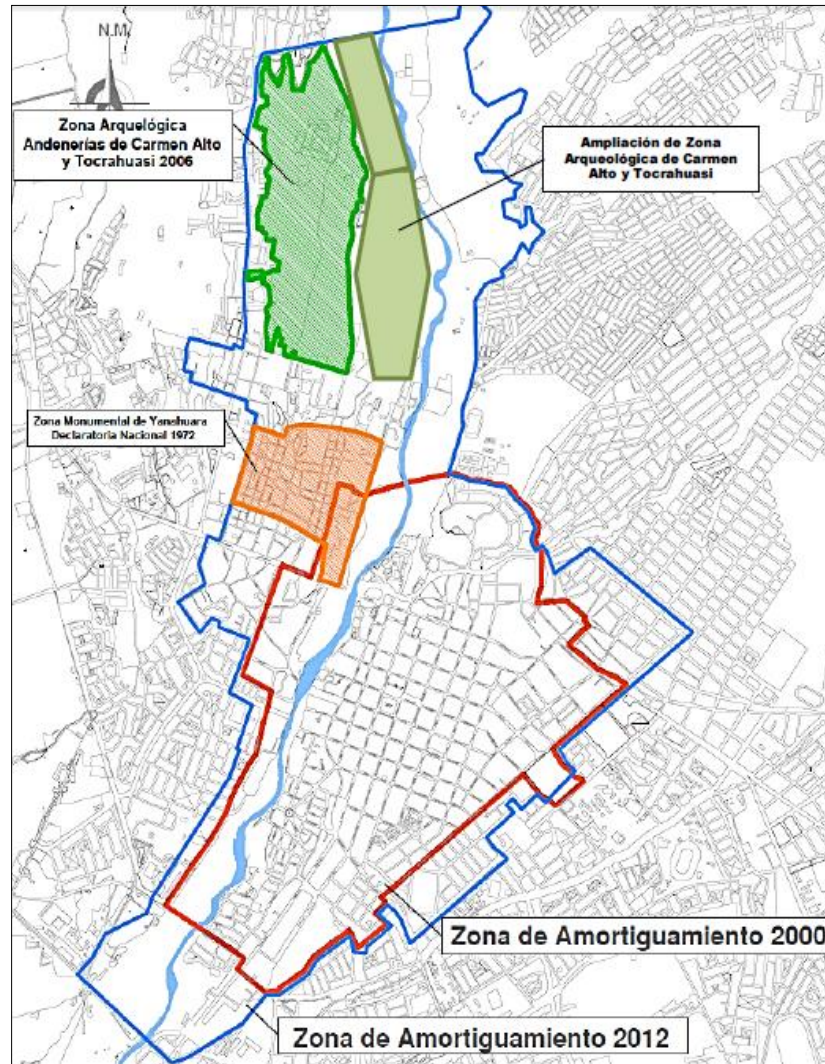 N.M.
Zona Arquelógica
Andenerías de Carmen Alto
y Tocrahuasi 2006
Ampliación de Zona
Arqueológica de Carmen
Alto y Tocrahuasi
Zona Monumental de Yanahuara
Declaratoria Nacional 1972
Zona de Amortiguamiento 2000
Zona de Amortiguamiento 2012